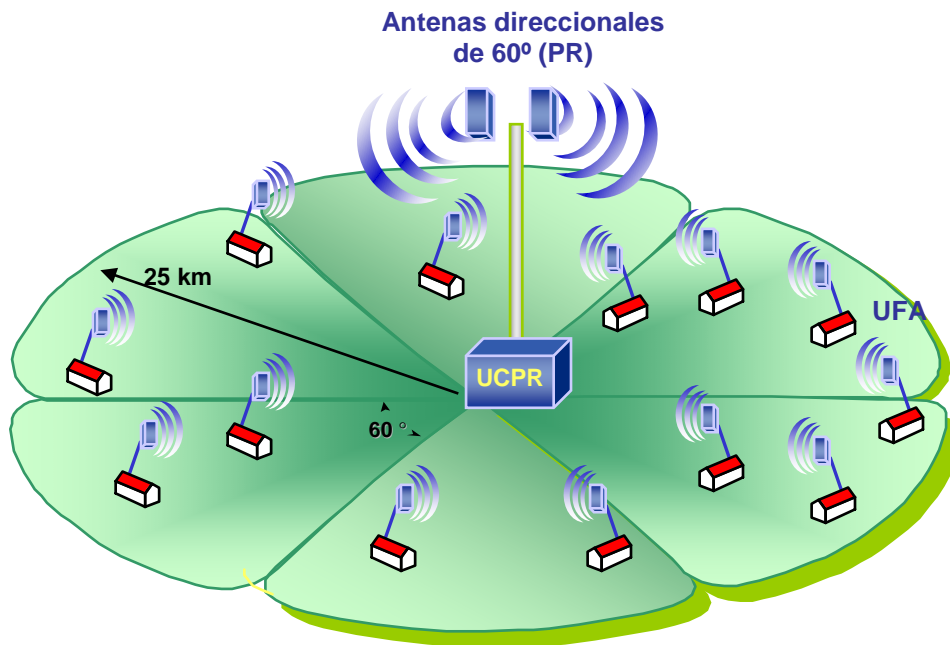 Antenas direccionales
de 60º (PR)
25 km
UFA
UCPR
60 °